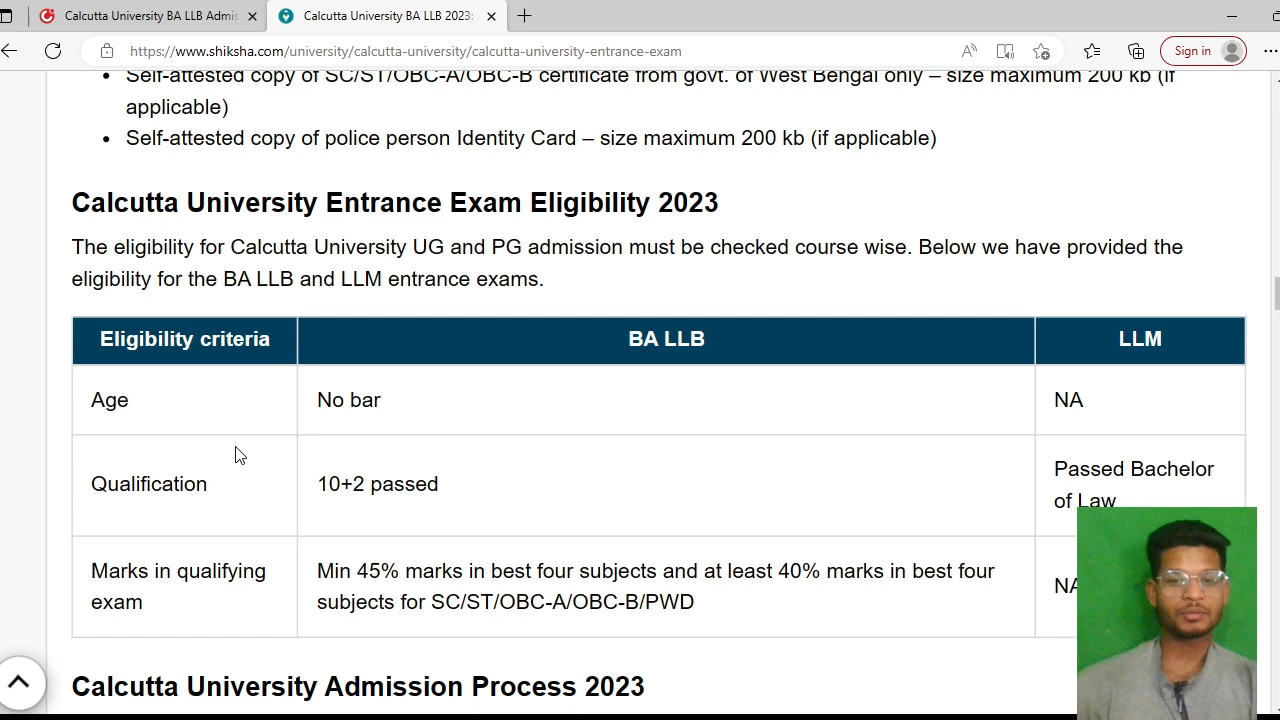 Calcutta University BA LLB Admis
Calcutta University BA LLB 2023:
https://www.shiksha.com/university/calcutta-university/calcutta-university-entrance-exam
Sign in
Self-attested copy of SC/ST/OBC-A/OBC-B certificate from govt. of West Bengal only – size maximum 200 kb (if
applicable)
Self-attested copy of police person Identity Card – size maximum 200 kb (if applicable)
Calcutta University Entrance Exam Eligibility 2023
The eligibility for Calcutta University UG and PG admission must be checked course wise. Below we have provided the
eligibility for the BA LLB and LLM entrance exams.
Eligibility criteria BA LLB LLM
Age No bar NA
Qualification 10+2 passed Passed Bachelor
of Law
Marks in qualifying
exam
Min 45% marks in best four subjects and at least 40% marks in best four
subjects for SC/ST/OBC-A/OBC-B/PWD
NA
Calcutta University Admission Process 2023